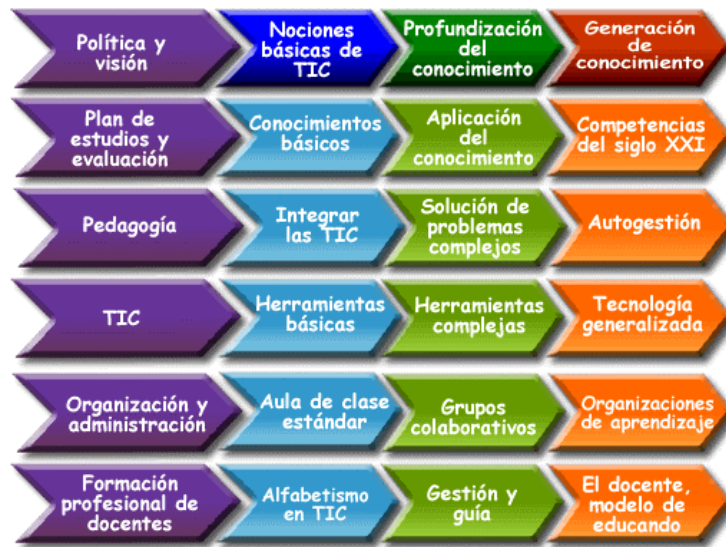 Política y
visión
Nociones
básicas de
TIC
Profundización
del
conocimiento
Generación
de
conocimiento
Plan de
estudios y
evaluación
Conocimientos
básicos
Aplicación
del
conocimiento
Competencias
del siglo XXI
Pedagogía
Integrar
las TIC
Solución de
problemas
complejos
Autogestión
TIC
Herramientas
básicas
Herramientas
complejas
Tecnología
generalizada
Organización y
administración
Aula de clase
estándar
Grupos
colaborativos
Organizaciones
de aprendizaje
Formación
profesional de
docentes
Alfabetismo
en TIC
Gestión y
guía
El docente,
modelo de
educando